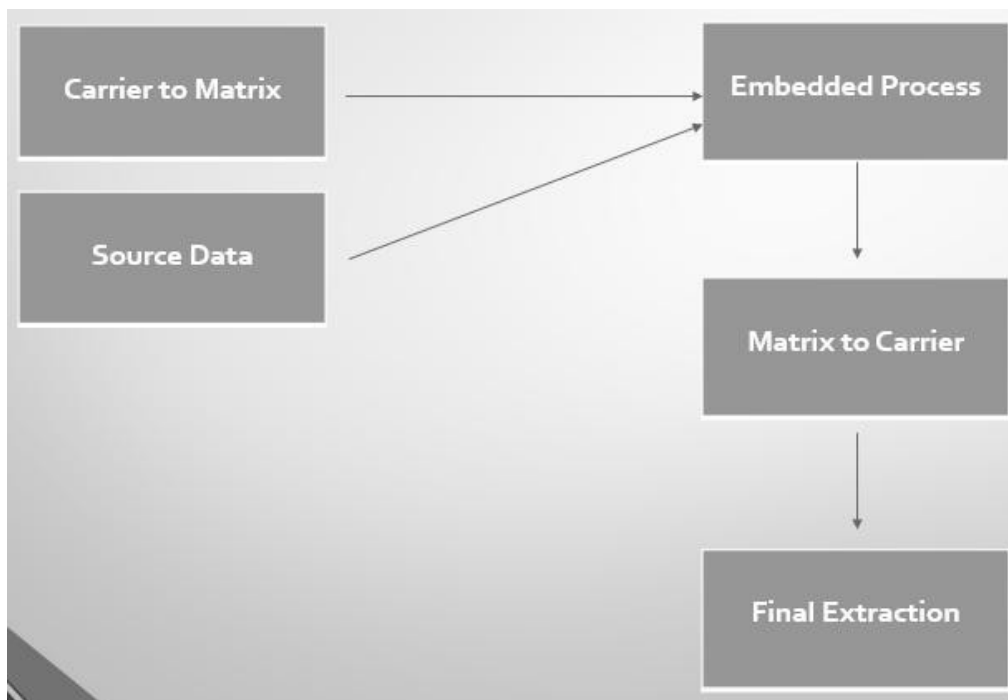 Carrier to Matrix
Source Data
Embedded Process
Matrix to Carrier
Final Extraction